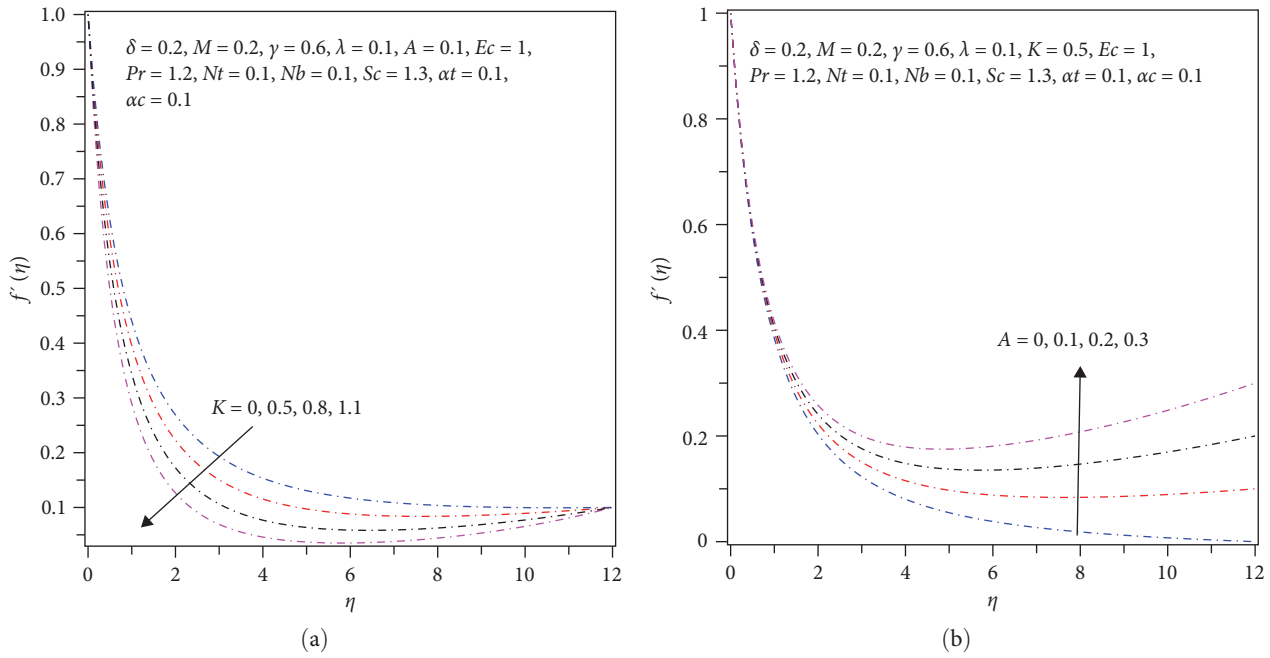 δ = 0.2, M = 0.2, γ = 0.6, λ = 0.1, A = 0.1, Ec = 1,
Pr = 1.2, Nt = 0.1, Nb = 0.1, Sc = 1.3, αt = 0.1,
αc = 0.1
K = 0, 0.5, 0.8, 1.1
f′ (η)
1.0
0.9
0.8
0.7
0.6
0.5
0.4
0.3
0.2
0.1
0 2 4 6 8 10 12
η
(a)
δ = 0.2, M = 0.2, γ = 0.6, λ = 0.1, K = 0.5, Ec = 1,
Pr = 1.2, Nt = 0.1, Nb = 0.1, Sc = 1.3, αt = 0.1, αc = 0.1
A = 0, 0.1, 0.2, 0.3
f′ (η)
1
0.8
0.6
0.4
0.2
0
0 2 4 6 8 10 12
η
(b)